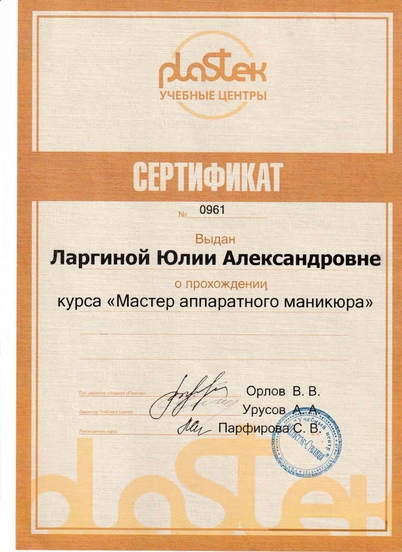 plastek
УЧЕБНЫЕ ЦЕНТРЫ
СЕРТИФИКАТ
№ 0961
Выдан
Ларгиной Юлии Александровне
о прохождении
курса «Мастер аппаратного маникюра»
Орлов В. В.
Урусов А. А.
Парфирова С. В.
plastek